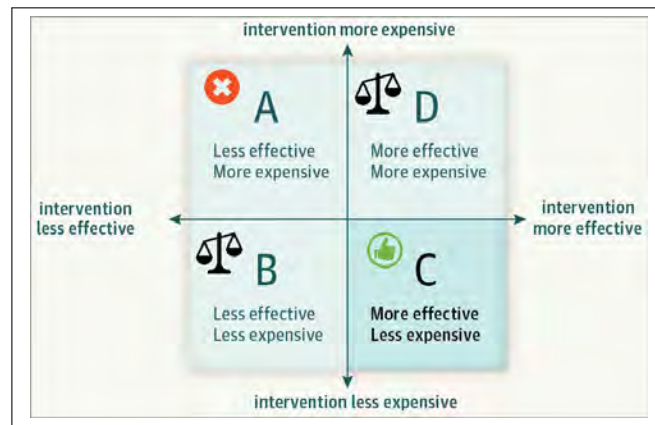 intervention more expensive
A
Less effective
More expensive
D
More effective
More expensive
intervention
less effective
intervention
more effective
B
Less effective
Less expensive
C
More effective
Less expensive
intervention less expensive